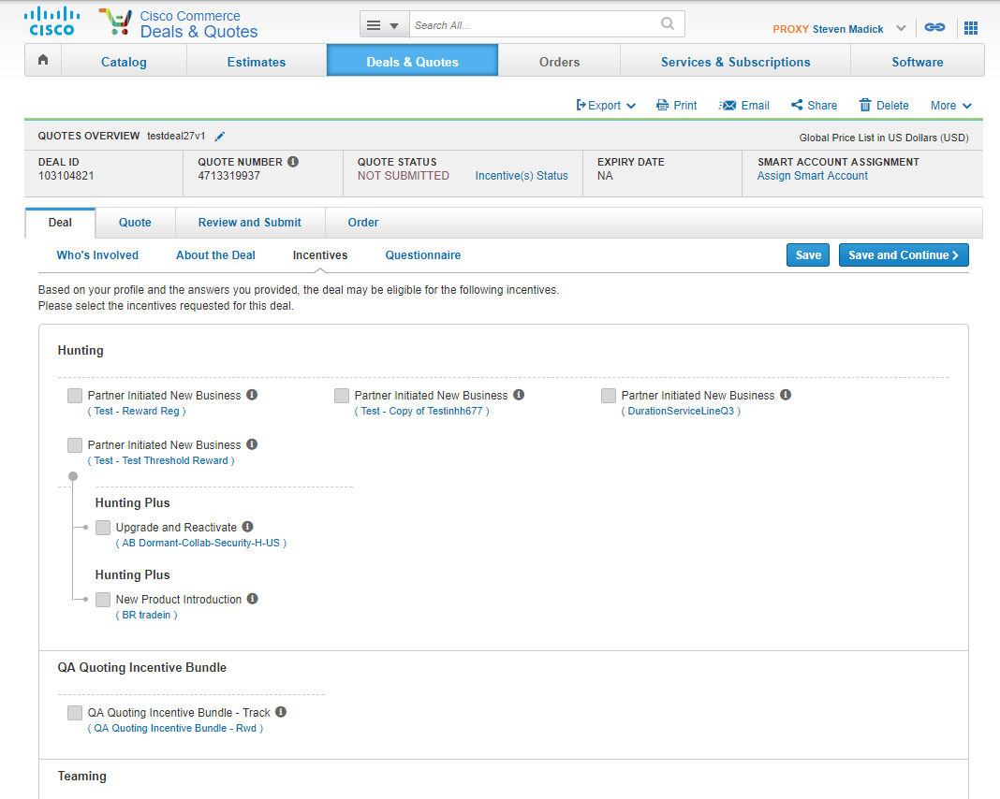 CISCO
Cisco Commerce
Deals & Quotes
Search All...
PROXY Steven Madick
Catalog
Estimates
Deals & Quotes
Orders
Services & Subscriptions
Software
Export
Print
Email
Share
Delete
More
QUOTES OVERVIEW testdeal27v1
Global Price List in US Dollars (USD)
DEAL ID
103104821
QUOTE NUMBER
4713319937
QUOTE STATUS
NOT SUBMITTED
Incentive(s) Status
EXPIRY DATE
NA
SMART ACCOUNT ASSIGNMENT
Assign Smart Account
Deal
Quote
Review and Submit
Order
Who's Involved
About the Deal
Incentives
Questionnaire
Save
Save and Continue
Based on your profile and the answers you provided, the deal may be eligible for the following incentives.
Please select the incentives requested for this deal.
Hunting
Partner Initiated New Business
( Test - Reward Reg )
Partner Initiated New Business
( Test - Copy of Testinhh677 )
Partner Initiated New Business
( DurationServiceLineQ3 )
Partner Initiated New Business
( Test - Test Threshold Reward )
Hunting Plus
Upgrade and Reactivate
( AB Dormant-Collab-Security-H-US )
Hunting Plus
New Product Introduction
( BR tradein )
QA Quoting Incentive Bundle
QA Quoting Incentive Bundle - Track
( QA Quoting Incentive Bundle - Rwd )
Teaming